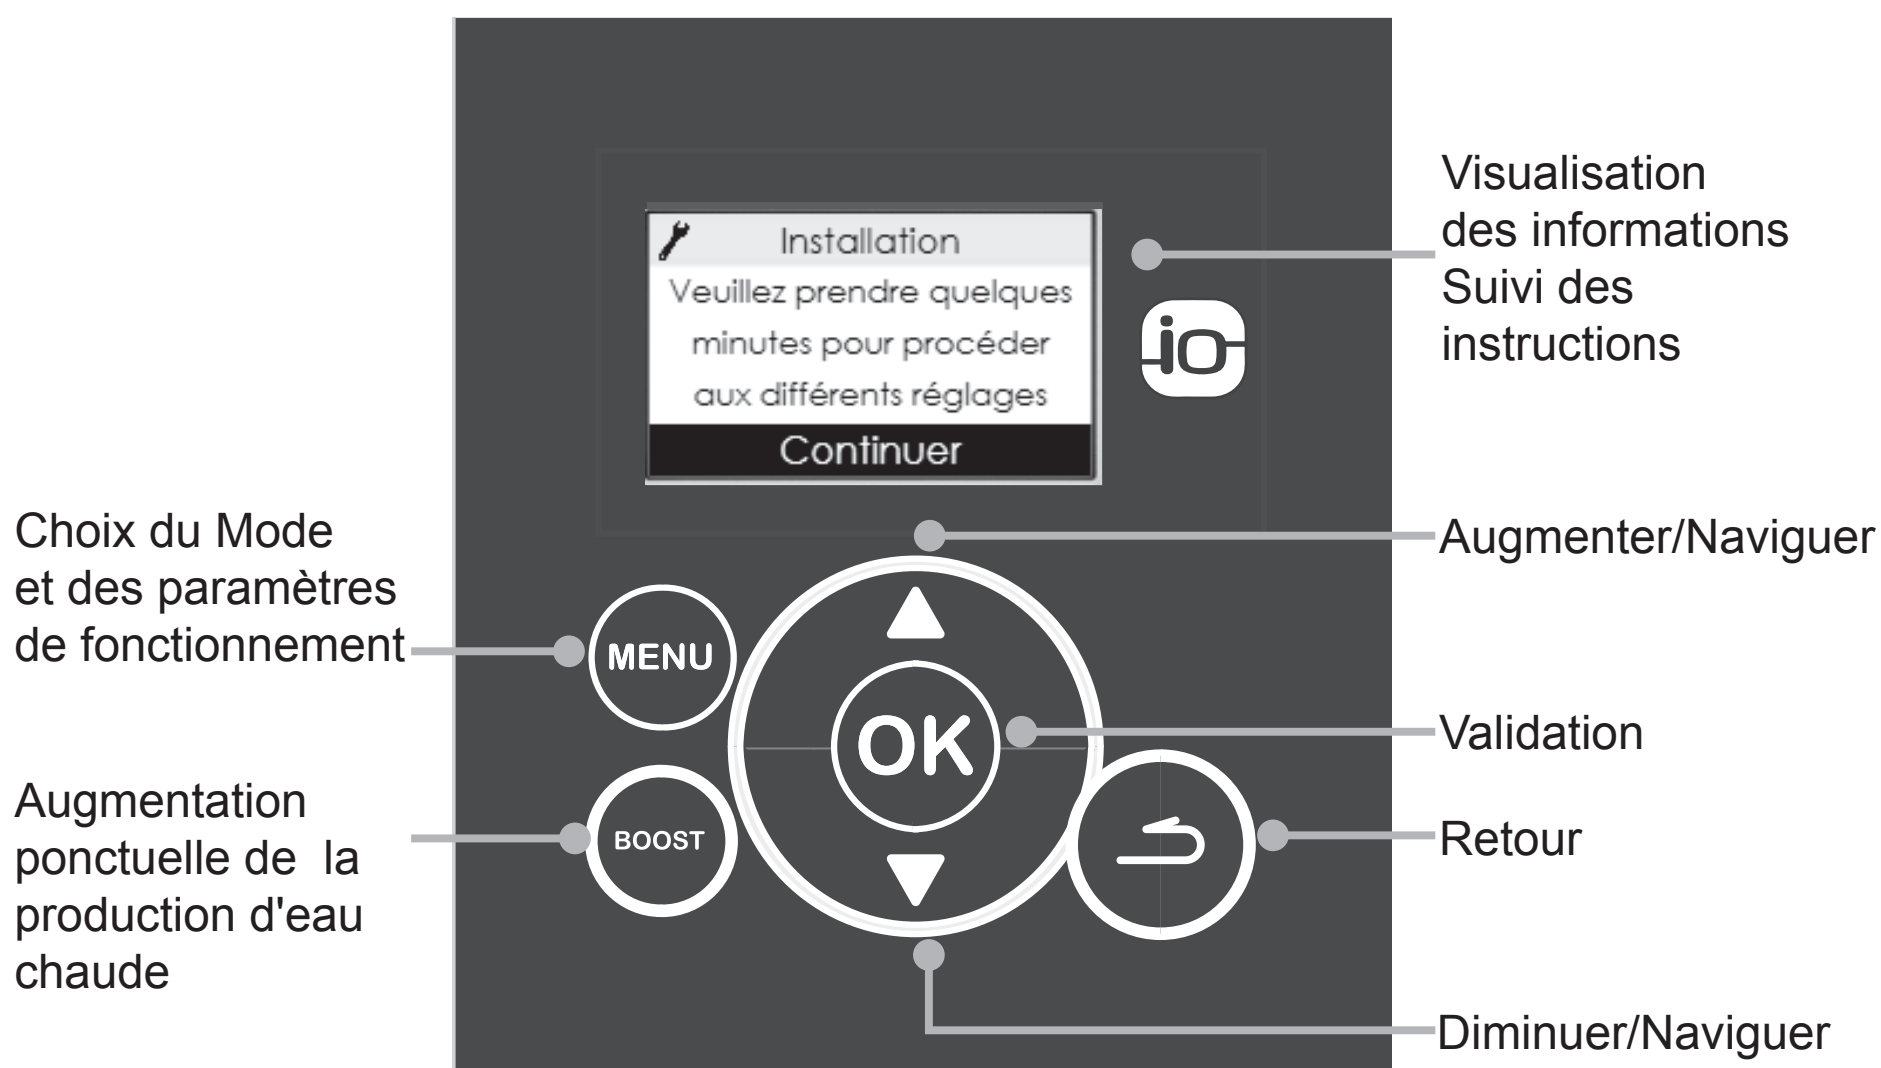 Installation
Veuillez prendre quelques
minutes pour procéder
aux différents réglages
Continuer
io
Visualisation
des informations
Suivi des
instructions
Choix du Mode
et des paramètres
de fonctionnement
MENU
Augmenter/Naviguer
OK
Validation
Augmentation
ponctuelle de  la
production d'eau
chaude
BOOST
Retour
Diminuer/Naviguer